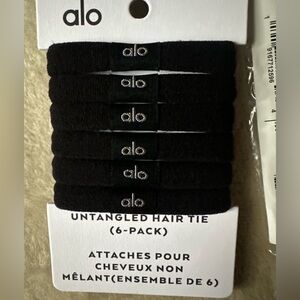 alo
alo
alo
alo
alo
alo
alo
UNTANGLED HAIR TIE
(6-PACK)
ATTACHES POUR
CHEVEUX NON
MÊLANT(ENSEMBLE DE 6)